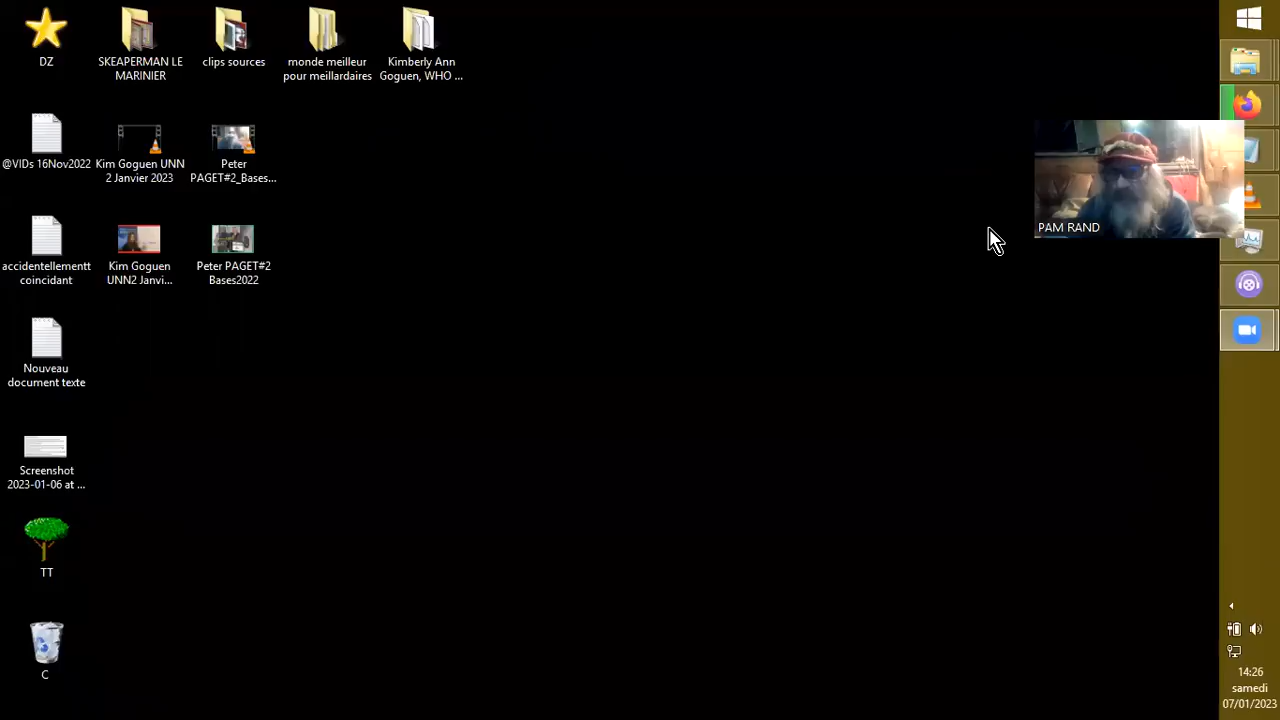 DZ
SKEAPERMAN LE
MARINIER
clips sources
monde meilleur
pour meillardaires
Kimberly Ann
Goguen, WHO ...
@VIDs 16Nov2022
Kim Goguen UNN
2 Janvier 2023
Peter
PAGET#2_Bases...
accidentellementt
coincidant
Kim Goguen
UNN2 Janvi...
Peter PAGET#2
Bases2022
Nouveau
document texte
Screenshot
2023-01-06 at ...
TT
C
PAM RAND
14:26
samedi
07/01/2023